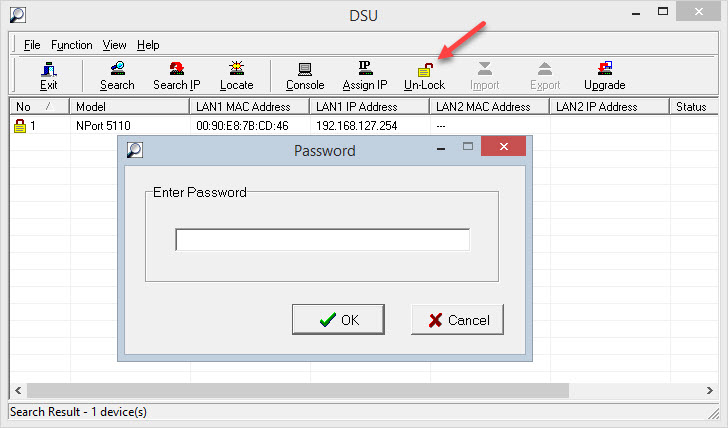 DSU
File Function View Help
IP
Exit Search Search IP Locate Console Assign IP Un-Lock Import Export Upgrade
No Model LAN1 MAC Address LAN1 IP Address LAN2 MAC Address LAN2 IP Address Status
1 NPort 5110 00:90:E8:7B:CD:46 192.168.127.254 ---
Password
Enter Password
OK Cancel
Search Result - 1 device(s)